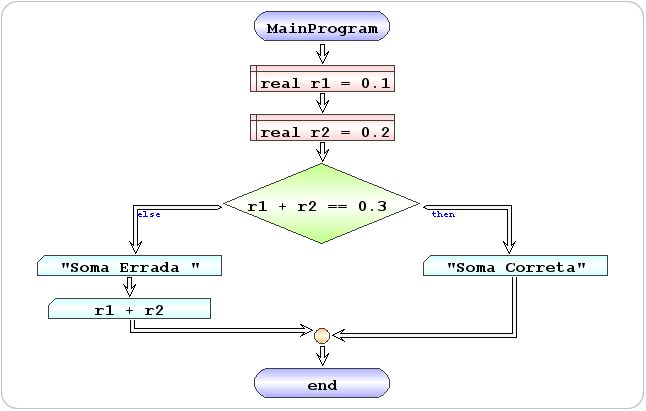 MainProgram
real r1 = 0.1
real r2 = 0.2
r1 + r2 == 0.3
else
then
"Soma Errada "
"Soma Correta"
r1 + r2
end